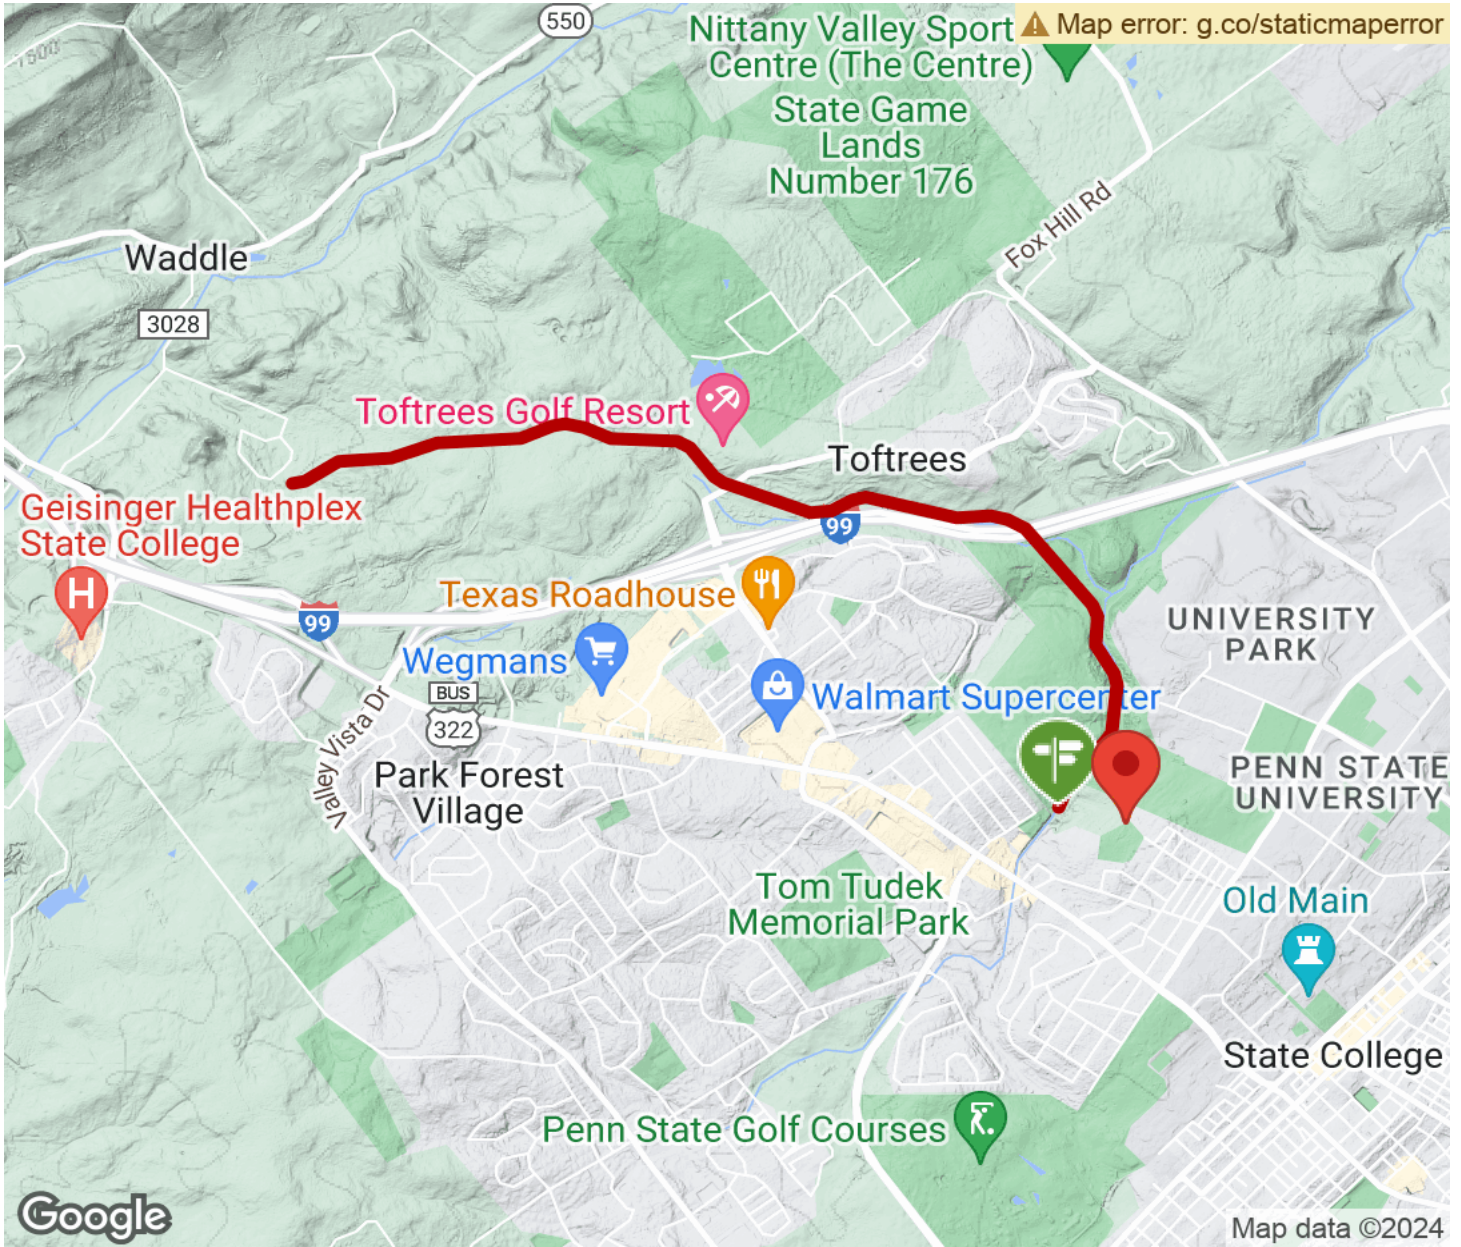 550
Nittany Valley Sport
Centre (The Centre)
Map error: g.co/staticmaperror
1500
State Game
Lands
Number 176
Fox Hill Rd
Waddle
3028
Toftrees Golf Resort
Toftrees
Geisinger Healthplex
State College
99
H
Texas Roadhouse
99
UNIVERSITY
PARK
Wegmans
BUS
322
Walmart Supercenter
Valley Vista Dr
Park Forest
Village
PENN STATE
UNIVERSITY
Tom Tudek
Memorial Park
Old Main
State College
Penn State Golf Courses
Google
Map data ©2024